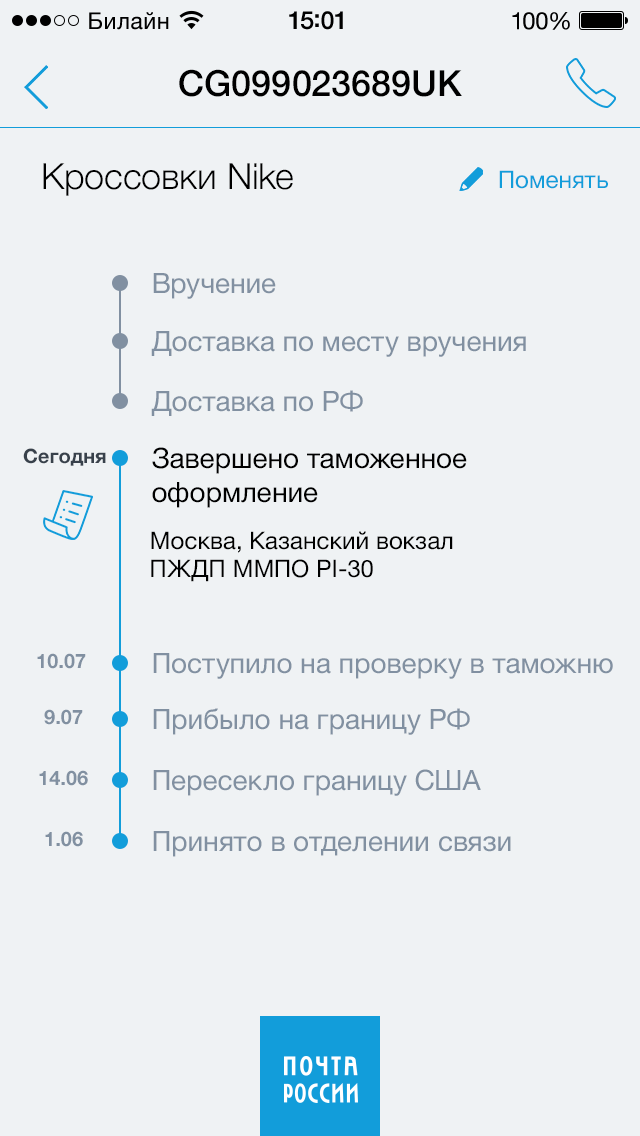 Билайн 15:01 100%
CG099023689UK
Кроссовки Nike Поменять
Вручение
Доставка по месту вручения
Доставка по РФ
Сегодня Завершено таможенное
оформление
Москва, Казанский вокзал
ПЖДП ММПО PI-30
10.07 Поступило на проверку в таможню
9.07 Прибыло на границу РФ
14.06 Пересекло границу США
1.06 Принято в отделении связи
ПОЧТА
РОССИИ